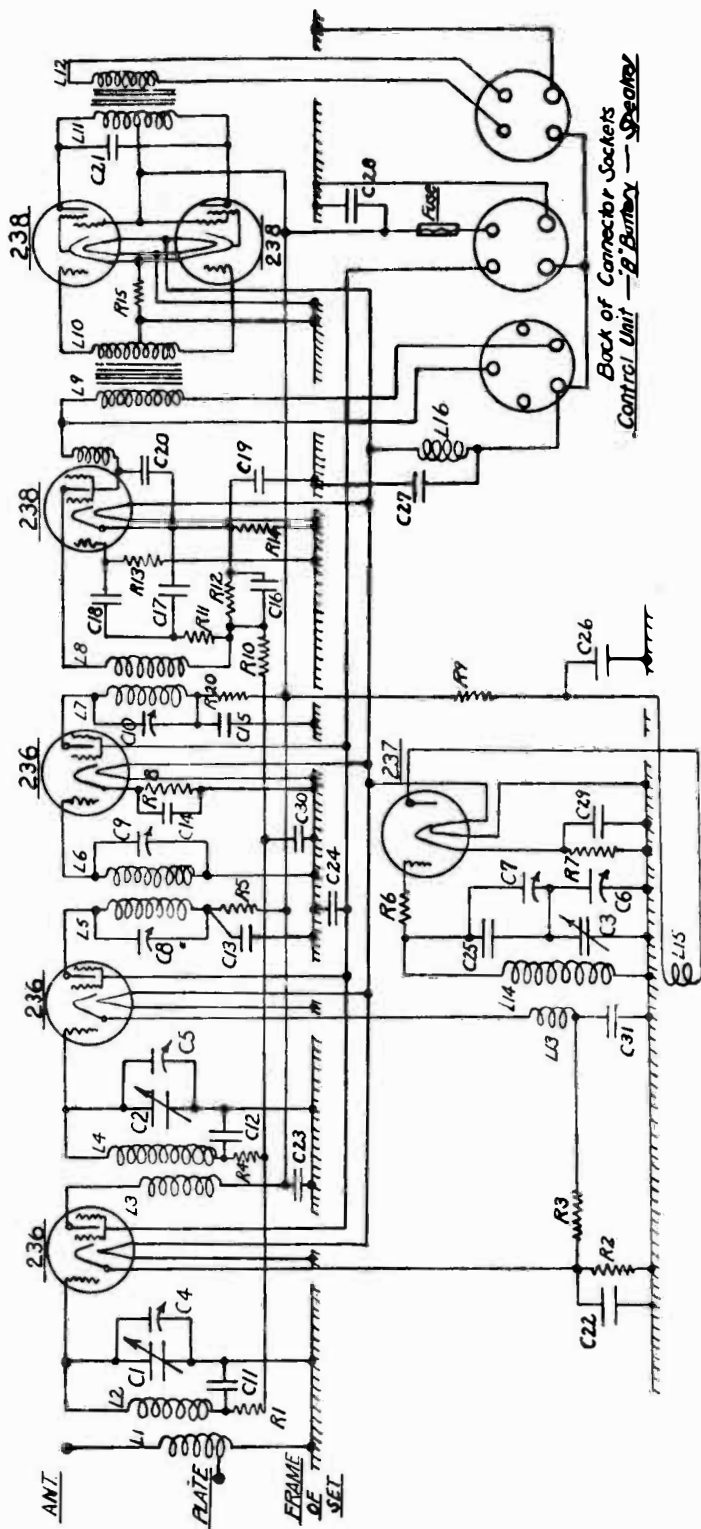 ANT.
PLATE
FRAME
OF
SET
L1
L2
R1
C1
C4
C11
236
L3
C23
L4
R4
C2
C5
C12
236
L5
C8
C13
R5
C24
L6
C9
C14
R8
C30
236
L7
C10
R20
C15
L8
R10
R11
C18
C17
R13
R12
C16
R14
C19
C20
238
L9
L10
R15
238
238
C21
L11
L12
C22
R2
R3
L13
C31
L14
C25
C3
C7
C6
R6
R7
C29
237
L15
R9
C26
C27
L16
C28
Fuse
Back of Connector Sockets
Control Unit — "A" Battery — Speaker